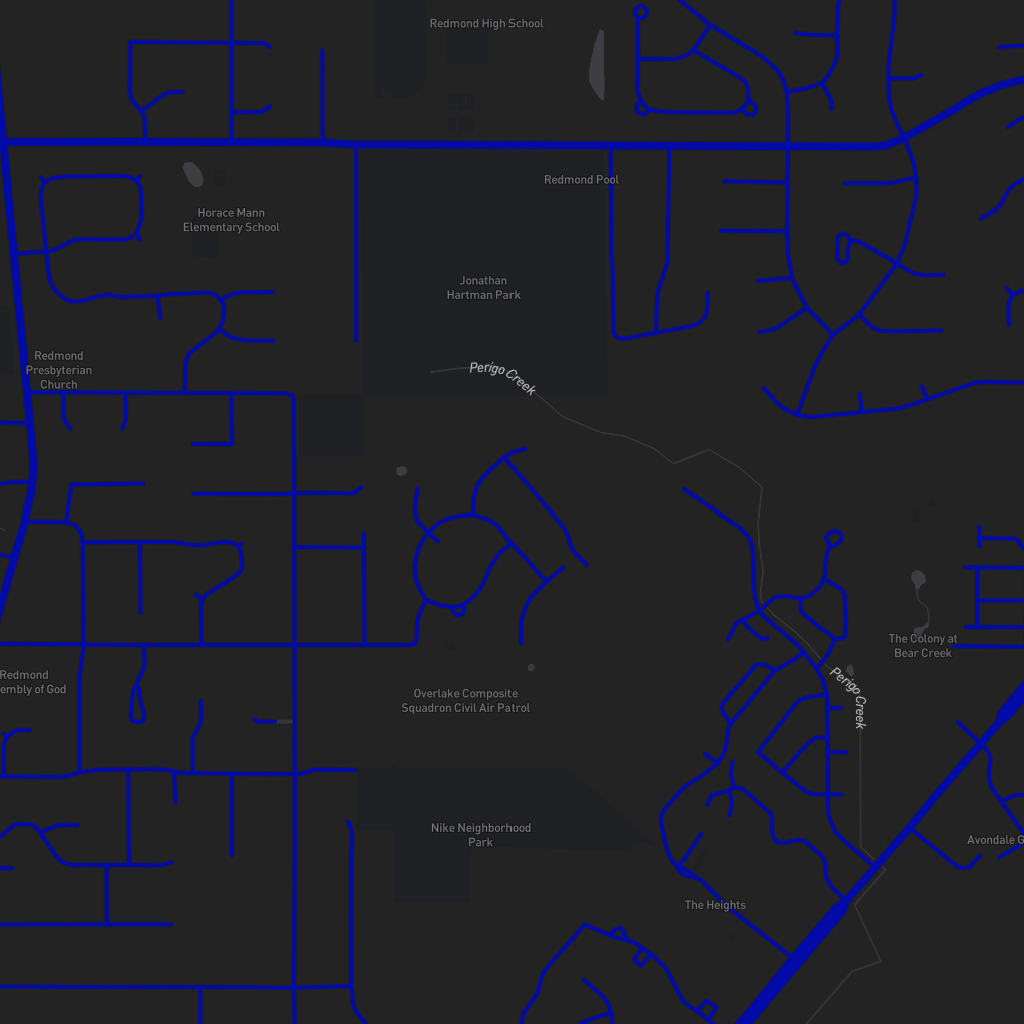 Redmond High School
Redmond Pool
Horace Mann
Elementary School
Jonathan
Hartman Park
Redmond
Presbyterian
Church
Perigo Creek
The Colony at
Bear Creek
Redmond
embly of God
Perigo Creek
Overlake Composite
Squadron Civil Air Patrol
Nike Neighborhood
Park
Avondale G
The Heights